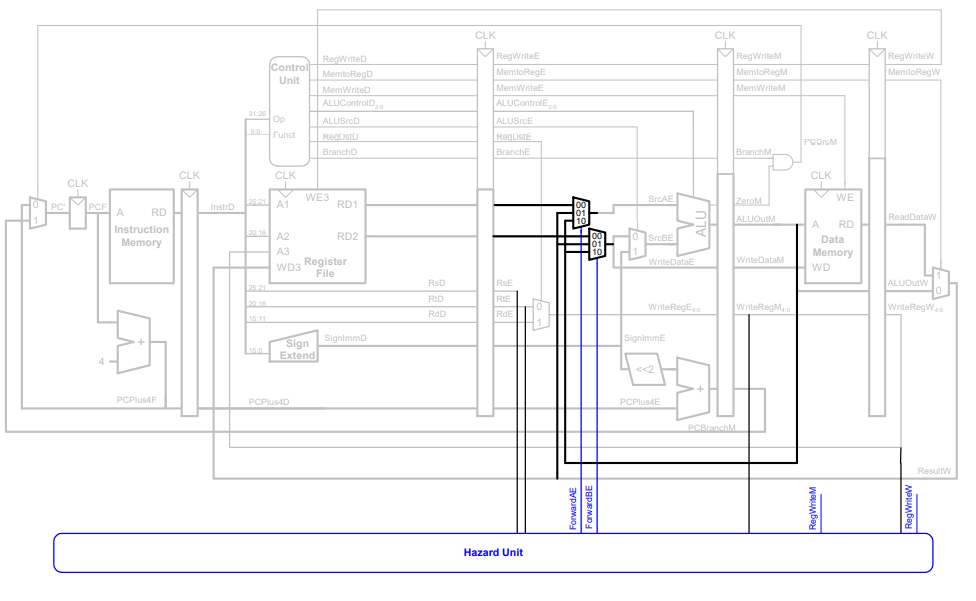 CLK
CLK
CLK
RegWriteD
RegWriteE
RegWriteM
RegWriteW
Control
Unit
MemtoRegD
MemtoRegE
MemtoRegM
MemtoRegW
MemWriteD
MemWriteE
MemWriteM
ALUControlD2:0
ALUControlE2:0
31:26
Op
ALUSrcD
ALUSrcE
5:0
Funct
RegDstD
RegDstE
PCSrcM
BranchD
BranchE
BranchM
CLK
CLK
CLK
CLK
WE3
WE
0
1
PC'
PCF
A
RD
Instruction
Memory
InstrD
25:21
A1
RD1
00
01
10
SrcAE
ZeroM
ALU
ALUOutM
A
RD
Data
Memory
WD
ReadDataW
20:16
A2
RD2
00
01
10
0
1
SrcBE
A3
WD3
Register
File
WriteDataE
WriteDataM
1
0
25:21
RsD
RsE
ALUOutW
20:16
RtD
RtE
0
1
15:11
RdD
RdE
WriteRegE4:0
WriteRegM4:0
WriteRegW4:0
+
4
15:0
Sign
Extend
SignImmD
SignImmE
<<2
+
PCPlus4F
PCPlus4D
PCPlus4E
PCBranchM
ResultW
ForwardAE
ForwardBE
RegWriteM
RegWriteW
Hazard Unit